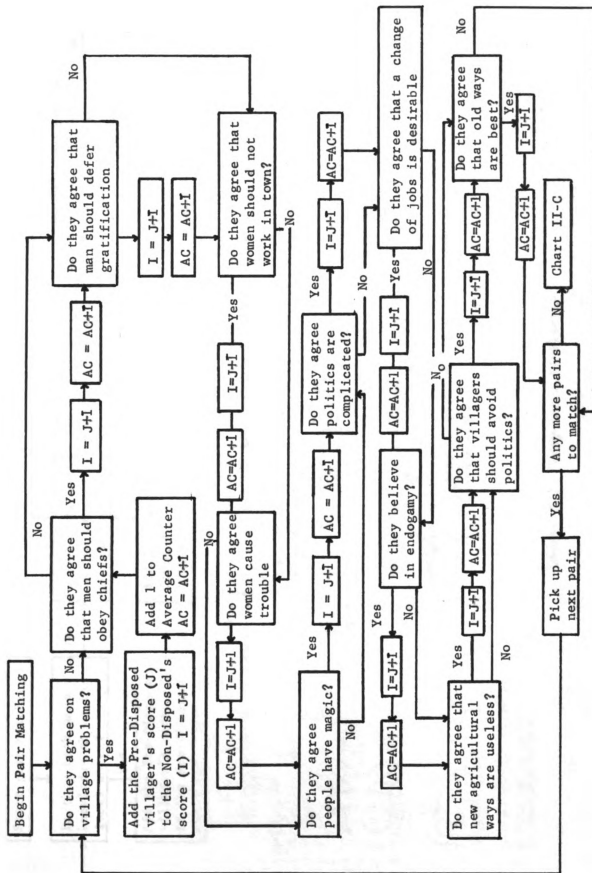 Begin Pair Matching
Do they agree on
village problems?
No
Yes
Add the Pre-Disposed
villager's score (J)
to the Non-Disposed's
score (I) I = J+I
Add 1 to
Average Counter
AC = AC+I
Do they agree
that men should
obey chiefs?
No
Yes
I = J+I
AC = AC+I
Do they agree that
man should defer
gratification
No
I = J+I
AC = AC+I
Do they agree that
women should not
work in town?
No
Yes
I=J+I
AC=AC+I
Do they agree
women cause
trouble
No
Yes
I=J+1
AC=AC+1
Do they agree
people have magic?
No
Yes
I = J+I
AC = AC+I
Do they agree
politics are
complicated?
No
Yes
I=J+I
AC=AC+I
Do they agree that a
change
of jobs is desirable
No
Yes
I=J+I
AC=AC+1
Do they believe
in endogamy?
No
Yes
I=J+I
AC=AC+1
Do they agree that
new agricultural
ways are useless?
No
Yes
I=J+I
AC=AC+1
Do they agree
that villagers
should avoid
politics?
No
Yes
I=J+I
AC=AC+1
Do they agree
that old ways
are best?
No
Yes
I=J+I
AC=AC+1
Any more pairs
to match?
No
Chart II-C
Yes
Pick up
next pair